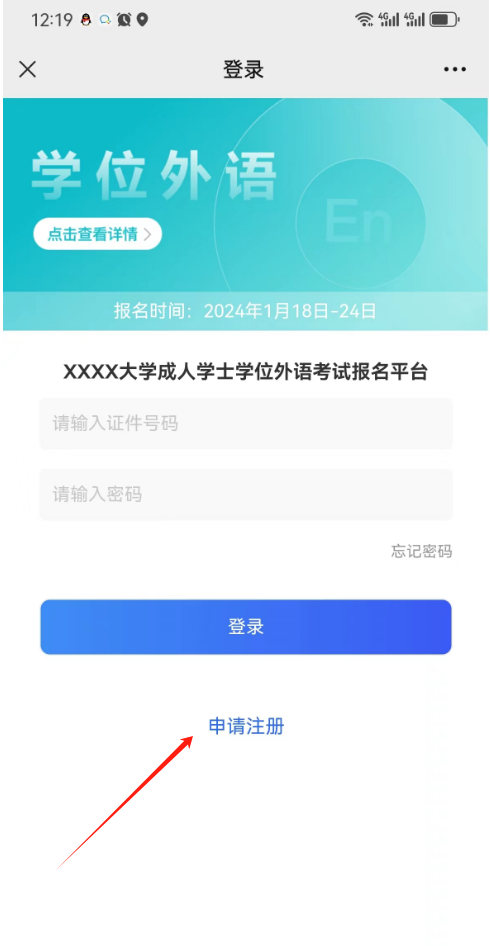 12:19
4G 4G
登录
学位外语
En
点击查看详情
报名时间：2024年1月18日-24日
XXXX大学成人学士学位外语考试报名平台
请输入证件号码
请输入密码
忘记密码
登录
申请注册